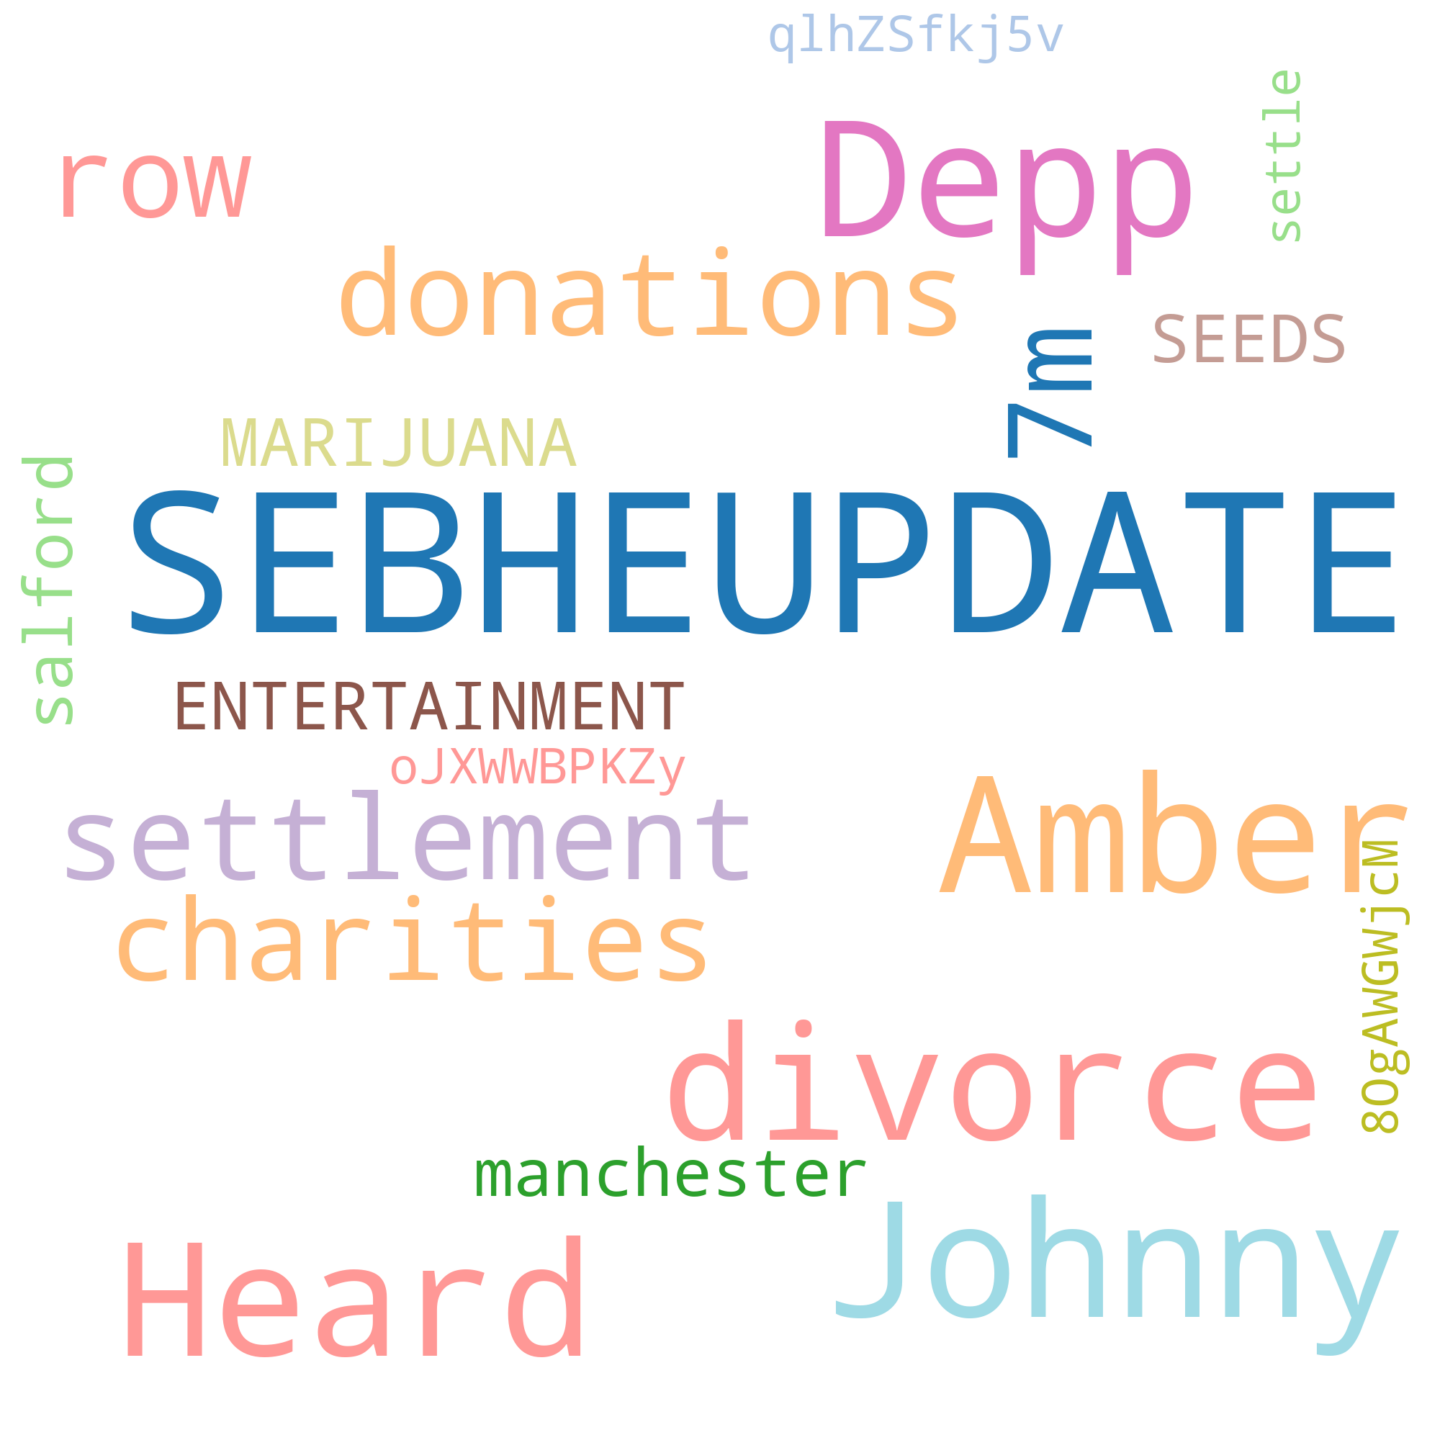 qlhZSfkj5v
settle
row
Depp
donations
SEEDS
7m
MARIJUANA
salford
SEBHEUPDATE
ENTERTAINMENT
oJXWWBPKZy
settlement
Amber
8OgAWGWjcM
charities
divorce
manchester
Johnny
Heard